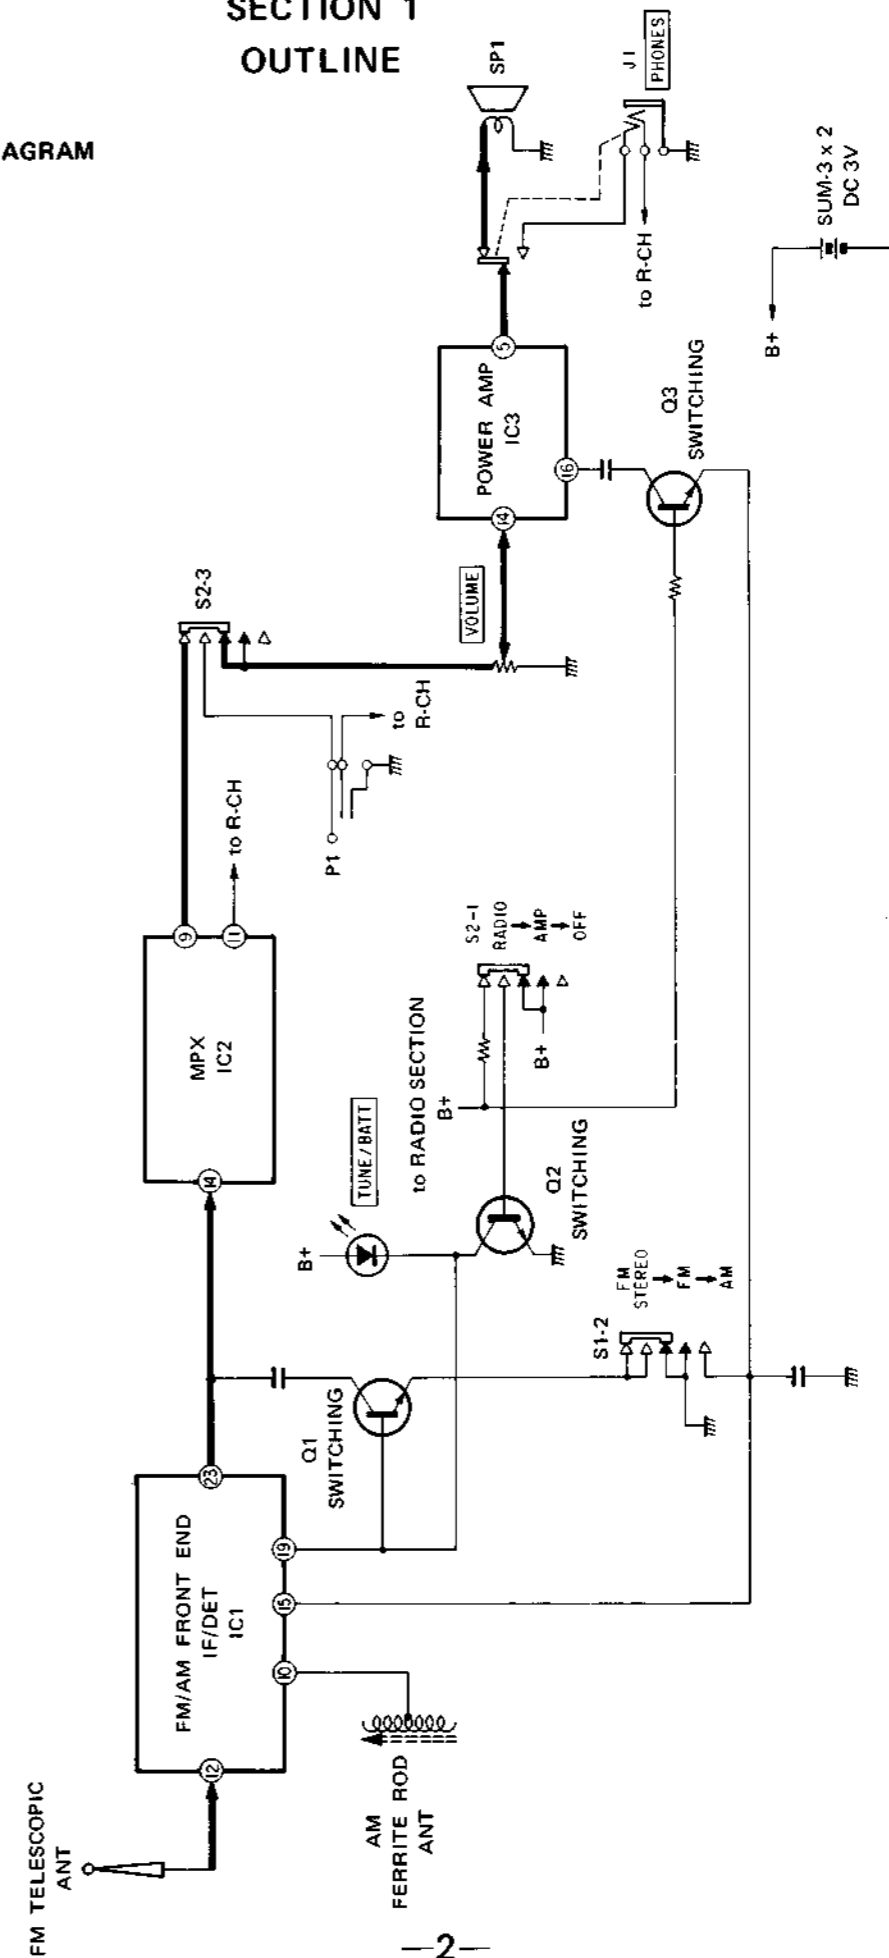 SECTION 1
OUTLINE
AGRAM
FM TELESCOPIC
ANT
12
FM/AM FRONT END
IF/DET
IC1
10
15
19
23
AM
FERRITE ROD
ANT
Q1
SWITCHING
14
MPX
IC2
9
11
to R-CH
B+
TUNE/BATT
to RADIO SECTION
B+
Q2
SWITCHING
S1-2
FM
STEREO
FM
AM
S2-1
RADIO
AMP
OFF
B+
P1
to
R-CH
S2-3
VOLUME
14
POWER AMP
IC3
5
16
Q3
SWITCHING
SP1
J1
PHONES
to R-CH
SUM-3 x 2
DC 3V
B+
—2—